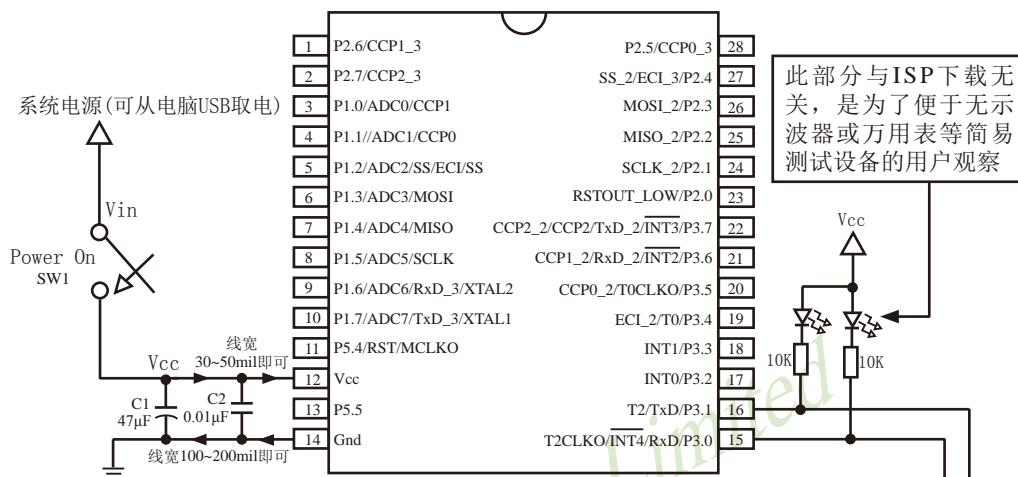 系统电源(可从电脑USB取电)
Vin
Power On
SW1
Vcc
线宽
30~50mil即可
C1
47μF
C2
0.01μF
线宽100~200mil即可
1 P2.6/CCP1_3
2 P2.7/CCP2_3
3 P1.0/ADC0/CCP1
4 P1.1//ADC1/CCP0
5 P1.2/ADC2/SS/ECI/SS
6 P1.3/ADC3/MOSI
7 P1.4/ADC4/MISO
8 P1.5/ADC5/SCLK
9 P1.6/ADC6/RxD_3/XTAL2
10 P1.7/ADC7/TxD_3/XTAL1
11 P5.4/RST/MCLKO
12 Vcc
13 P5.5
14 Gnd
P2.5/CCP0_3 28
SS_2/ECI_3/P2.4 27
MOSI_2/P2.3 26
MISO_2/P2.2 25
SCLK_2/P2.1 24
RSTOUT_LOW/P2.0 23
CCP2_2/CCP2/TxD_2/INT3/P3.7 22
CCP1_2/RxD_2/INT2/P3.6 21
CCP0_2/T0CLKO/P3.5 20
ECI_2/T0/P3.4 19
INT1/P3.3 18
INT0/P3.2 17
T2/TxD/P3.1 16
T2CLKO/INT4/RxD/P3.0 15
此部分与ISP下载无
关，是为了便于无示
波器或万用表等简易
测试设备的用户观察
Vcc
10K
10K
Limited